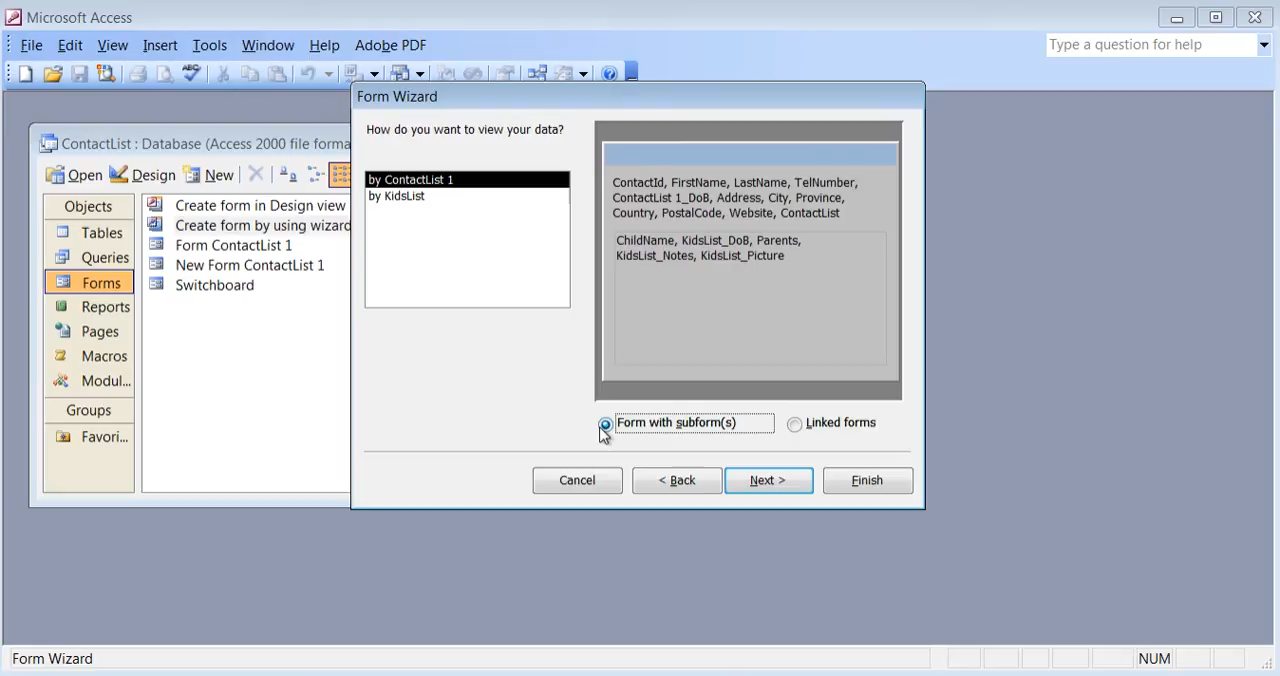 Microsoft Access
File Edit View Insert Tools Window Help Adobe PDF
Type a question for help
ContactList : Database (Access 2000 file forma
Open Design New
Objects
Tables
Queries
Forms
Reports
Pages
Macros
Modul...
Groups
Favori...
Create form in Design view
Create form by using wizard
Form ContactList 1
New Form ContactList 1
Switchboard
Form Wizard
How do you want to view your data?
by ContactList 1
by KidsList
ContactId, FirstName, LastName, TelNumber,
ContactList 1_DoB, Address, City, Province,
Country, PostalCode, Website, ContactList
ChildName, KidsList_DoB, Parents,
KidsList_Notes, KidsList_Picture
Form with subform(s) Linked forms
Cancel < Back Next > Finish
Form Wizard
NUM